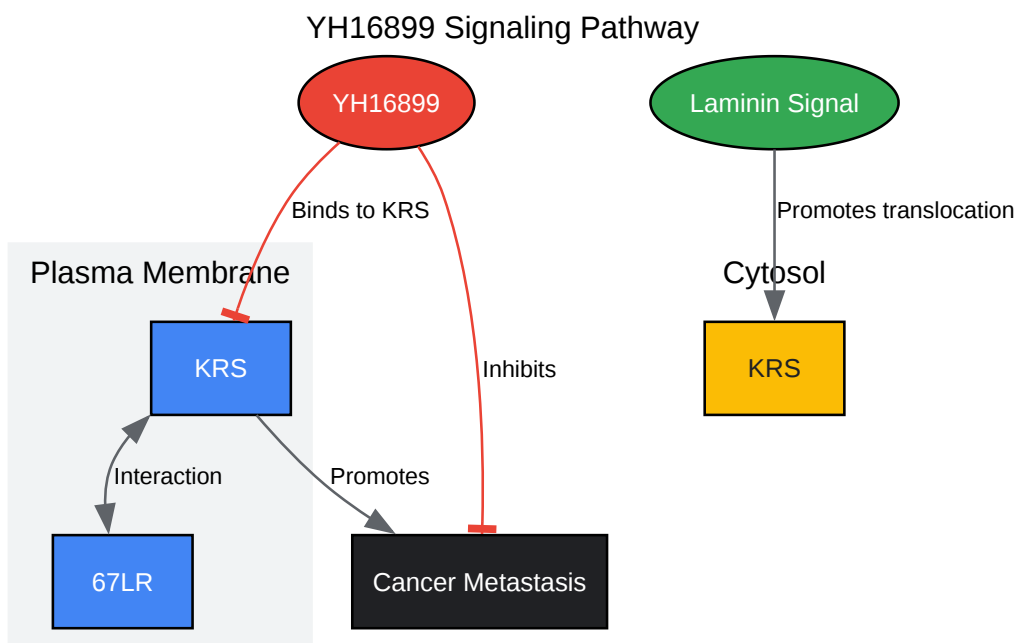 YH16899 Signaling Pathway
YH16899
Laminin Signal
Binds to KRS
Promotes translocation
Plasma Membrane
Cytosol
KRS
Inhibits
KRS
Interaction
Promotes
67LR
Cancer Metastasis